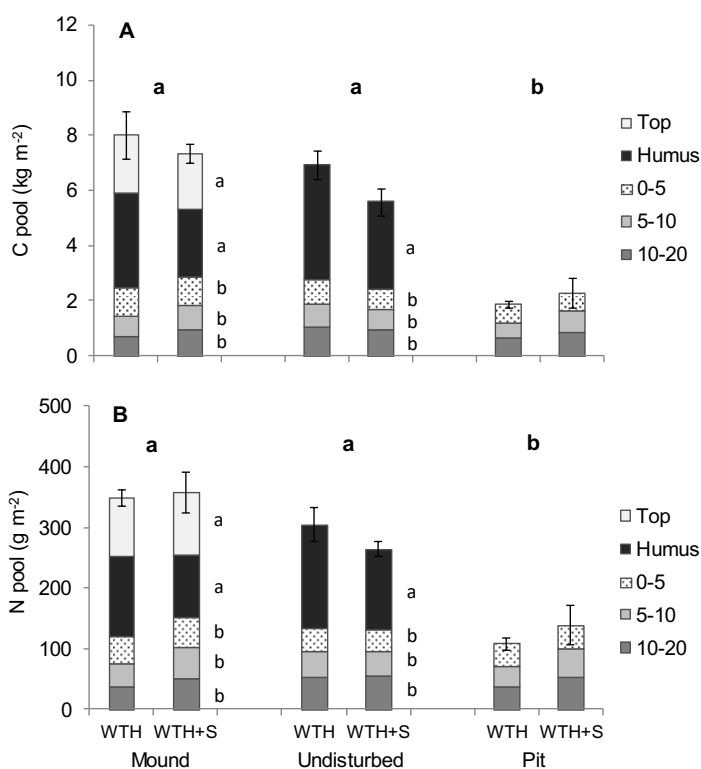 A
12
10
8
6
4
2
0
C pool (kg m⁻²)
a a b
a
a
b
b
b
a
b
b
b
Top
Humus
0-5
5-10
10-20
B
500
400
300
200
100
0
N pool (g m⁻²)
a a b
a
a
b
b
b
a
b
b
b
Top
Humus
0-5
5-10
10-20
WTH WTH+S WTH WTH+S WTH WTH+S
Mound Undisturbed Pit